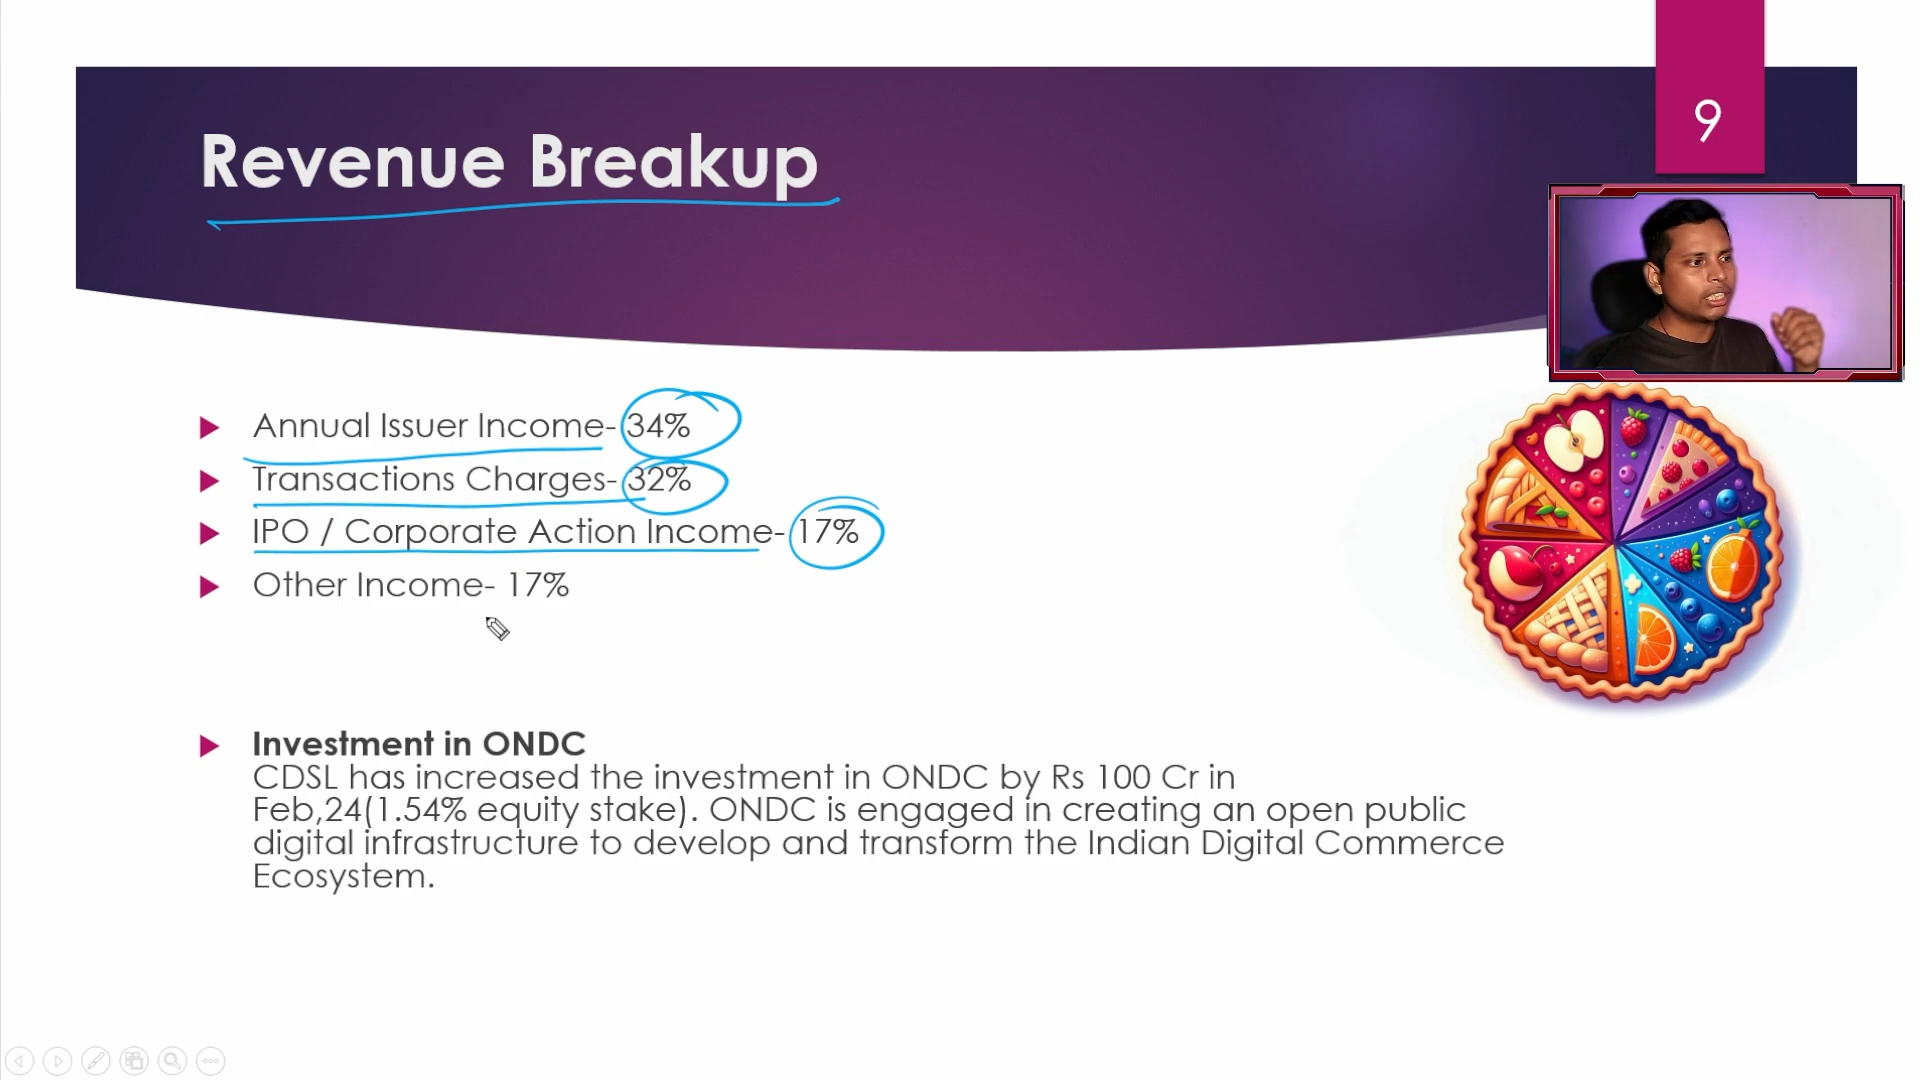 9
Revenue Breakup
Annual Issuer Income- 34%
Transactions Charges- 32%
IPO / Corporate Action Income- 17%
Other Income- 17%
Investment in ONDC
CDSL has increased the investment in ONDC by Rs 100 Cr in
Feb,24(1.54% equity stake). ONDC is engaged in creating an open public
digital infrastructure to develop and transform the Indian Digital Commerce
Ecosystem.